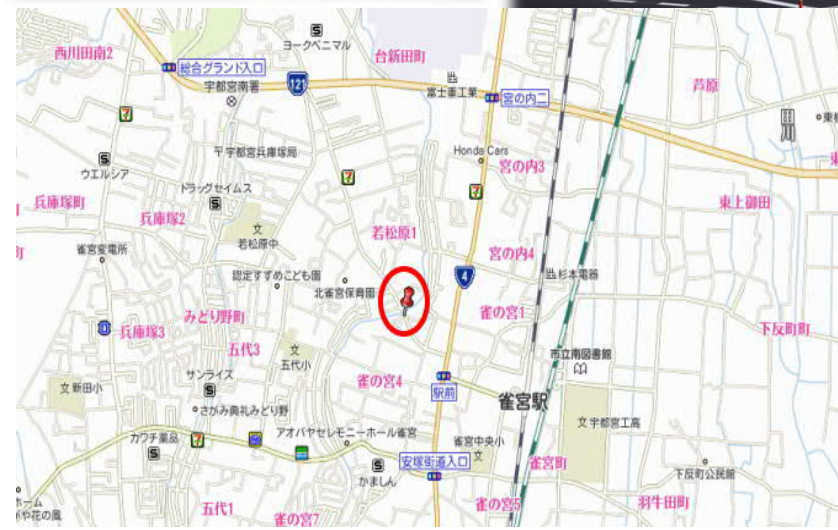 ヨークベニマル
西川田南2
台新田町
総合グランド入口
宇都宮南署
121
富士重工業
宮の内二
芦原
〒宇都宮兵庫塚局
Honda Cars
宮の内3
ウエルシア
ドラッグセイムス
兵庫塚町
兵庫塚2
東上御田
若松原1
若松原中
雀宮変電所
宮の内4
認定すずめこども園
北雀宮保育園
4
杉本電器
みどり野町
雀の宮1
兵庫塚3
下反町町
五代3
市立南図書館
五代小
サンライズ
雀の宮4
新田小
駅前
雀宮駅
さがみ典礼みどり野
宇都宮工高
カワチ薬品
アオバヤセレモニーホール雀宮
雀宮中央小
安塚街道入口
雀宮町
かましん
下反町公民館
五代1
雀の宮7
雀の宮5
羽牛田町
や花の風